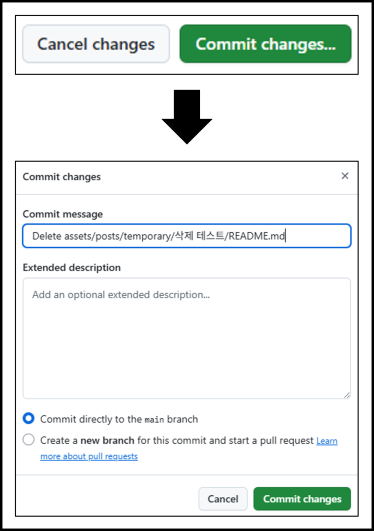 Cancel changes
Commit changes...
Commit changes
Commit message
Delete assets/posts/temporary/삭제 테스트/README.md
Extended description
Add an optional extended description...
Commit directly to the main branch
Create a new branch for this commit and start a pull request Learn
more about pull requests
Cancel
Commit changes